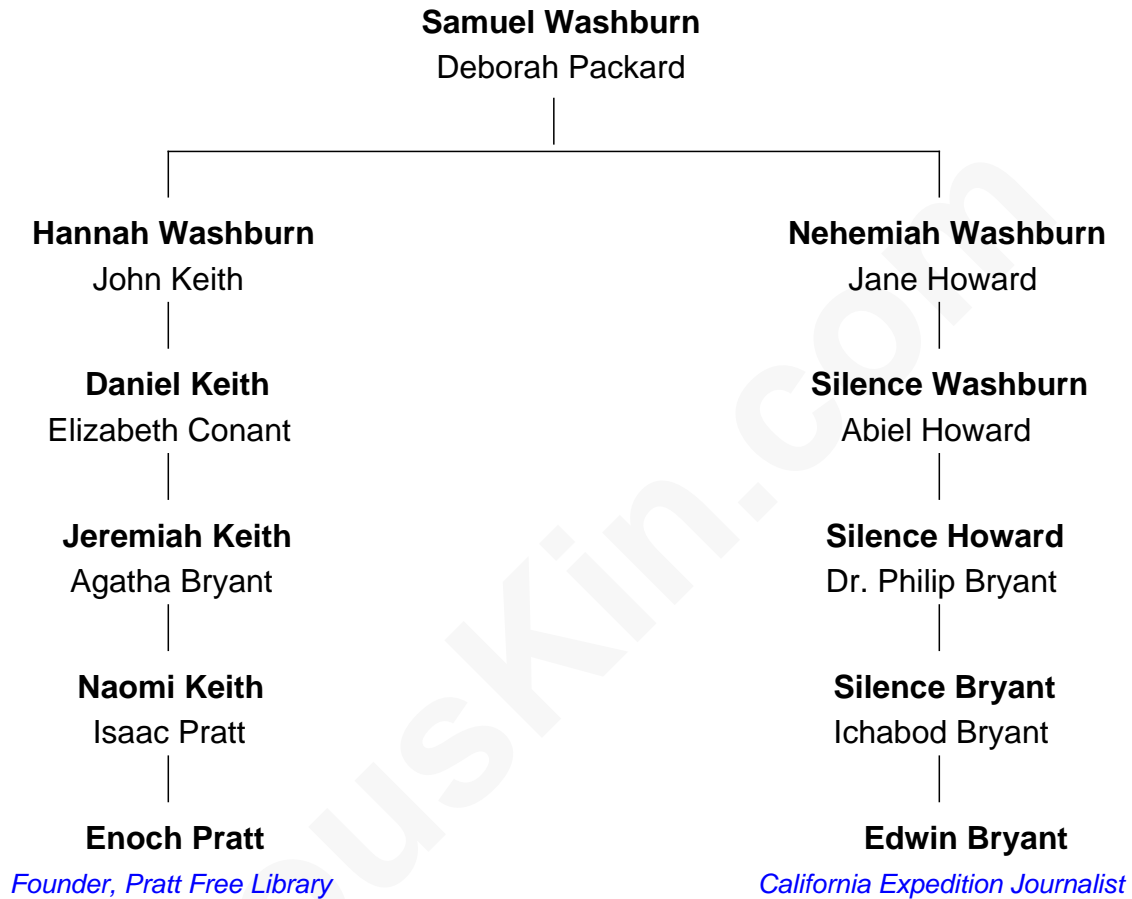 Samuel Washburn
Deborah Packard
Hannah Washburn
John Keith
Daniel Keith
Elizabeth Conant
Jeremiah Keith
Agatha Bryant
Naomi Keith
Isaac Pratt
Enoch Pratt
Founder, Pratt Free Library
Nehemiah Washburn
Jane Howard
Silence Washburn
Abiel Howard
Silence Howard
Dr. Philip Bryant
Silence Bryant
Ichabod Bryant
Edwin Bryant
California Expedition Journalist
uskin.com